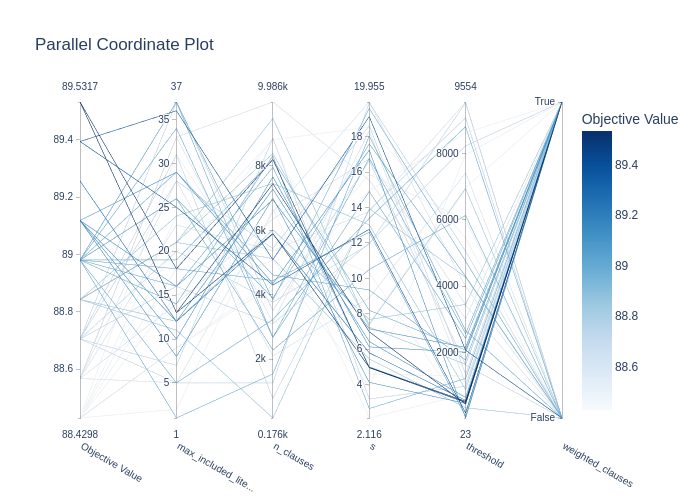 Parallel Coordinate Plot
89.5317
37
9.986k
19.955
9554
89.4
89.2
89
88.8
88.6
88.4298
Objective Value
35
30
25
20
15
10
5
1
max_included_lite...
8k
6k
4k
2k
0.176k
n_clauses
18
16
14
12
10
8
6
4
2.116
s
8000
6000
4000
2000
23
threshold
True
False
weighted_clauses
Objective Value
89.4
89.2
89
88.8
88.6